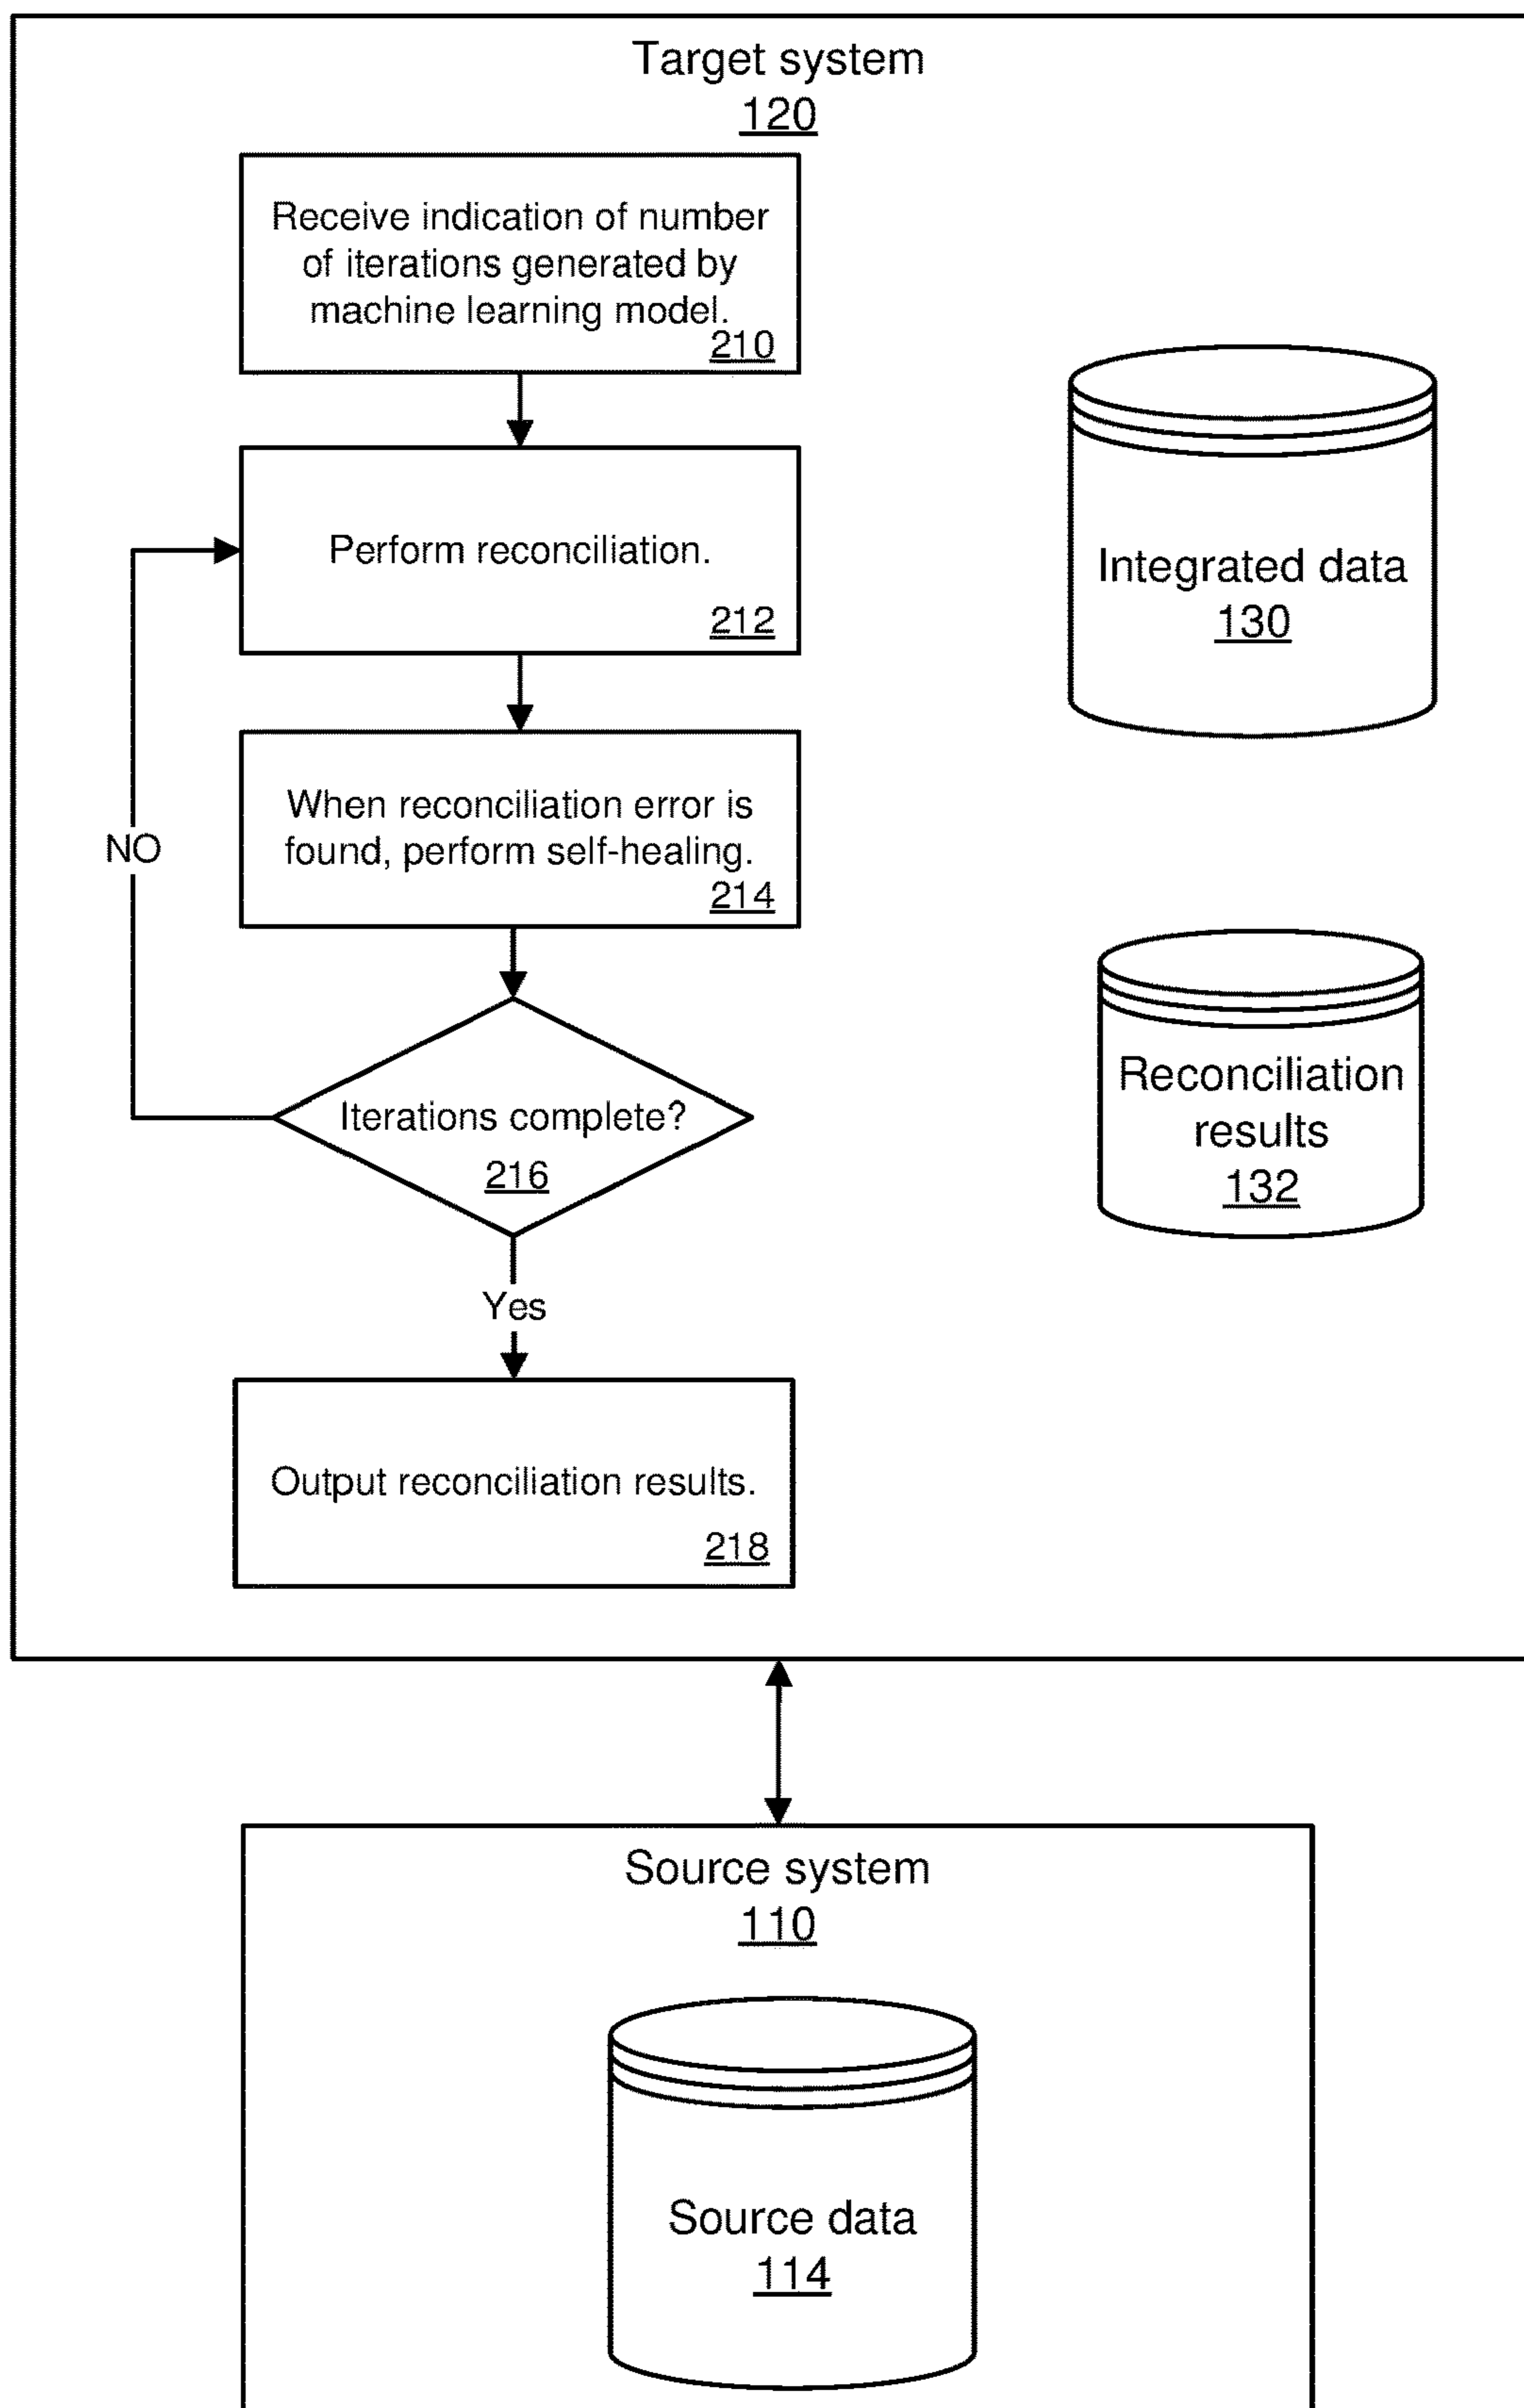 Target system
120
Receive indication of number
of iterations generated by
machine learning model.
210
Perform reconciliation.
212
When reconciliation error is
found, perform self-healing.
214
NO
Iterations complete?
216
Yes
Output reconciliation results.
218
Integrated data
130
Reconciliation
results
132
Source system
110
Source data
114